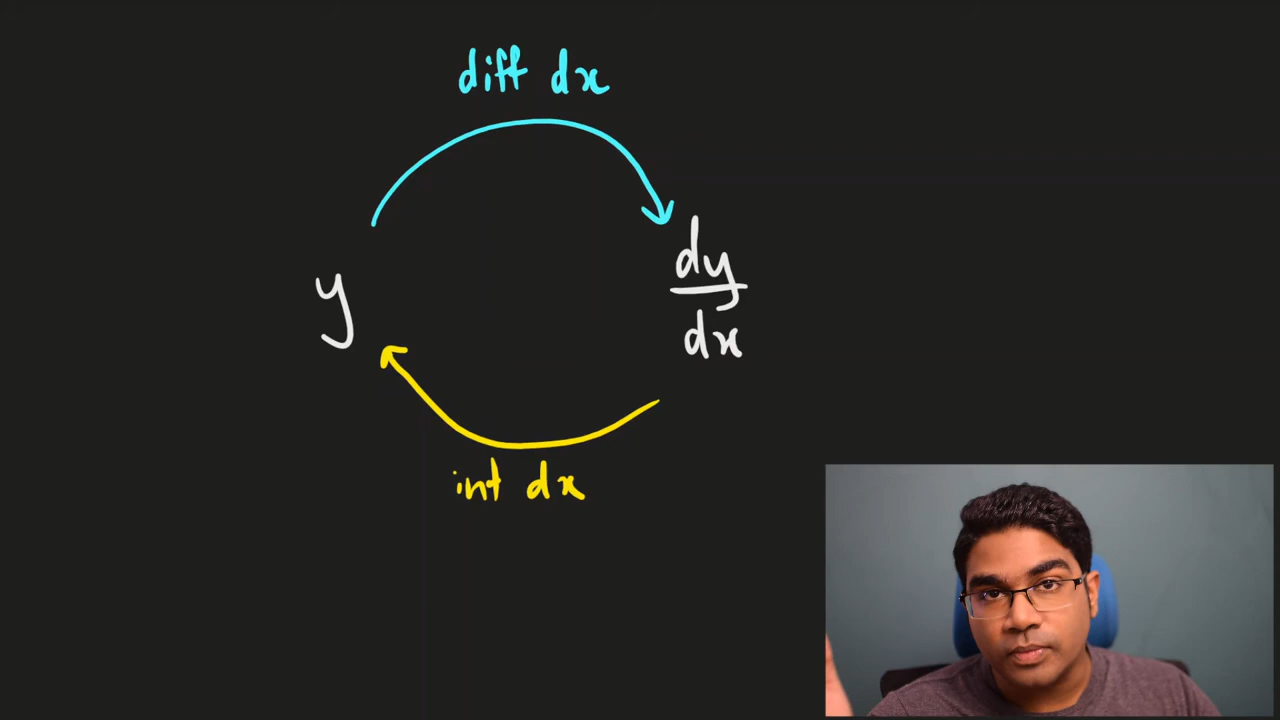 diff dx
y
dy
dx
int dx